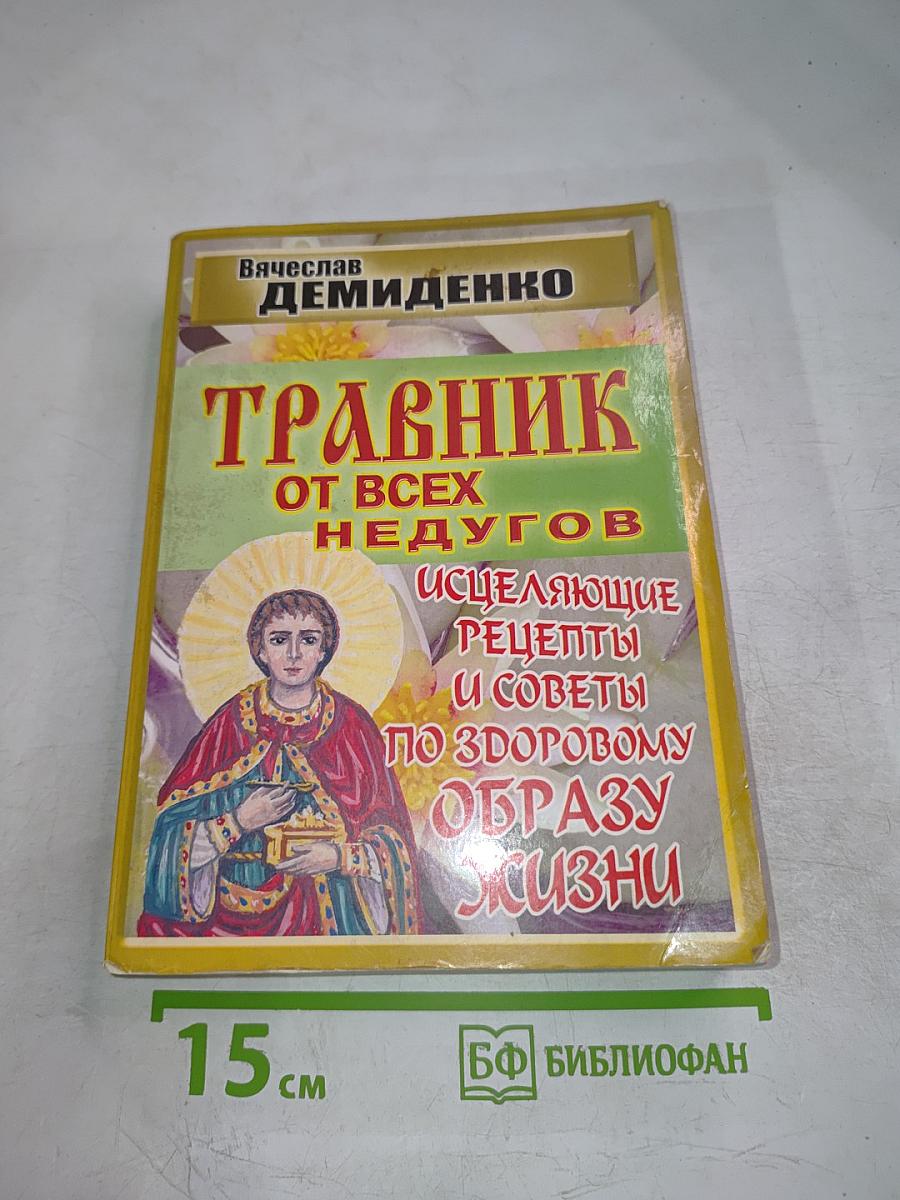 Вячеслав
ДЕМИДЕНКО
ТРАВНИК
ОТ ВСЕХ
НЕДУГОВ
ИСЦЕЛЯЮЩИЕ
РЕЦЕПТЫ
И СОВЕТЫ
ПО ЗДОРОВОМУ
ОБРАЗУ
ЖИЗНИ
15 см
БФ БИБЛИОФАН